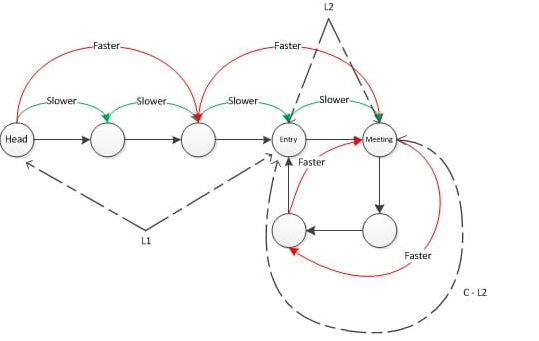 L2
Faster
Faster
Slower
Slower
Slower
Slower
Head
Entry
Meeting
Faster
L1
Faster
C - L2